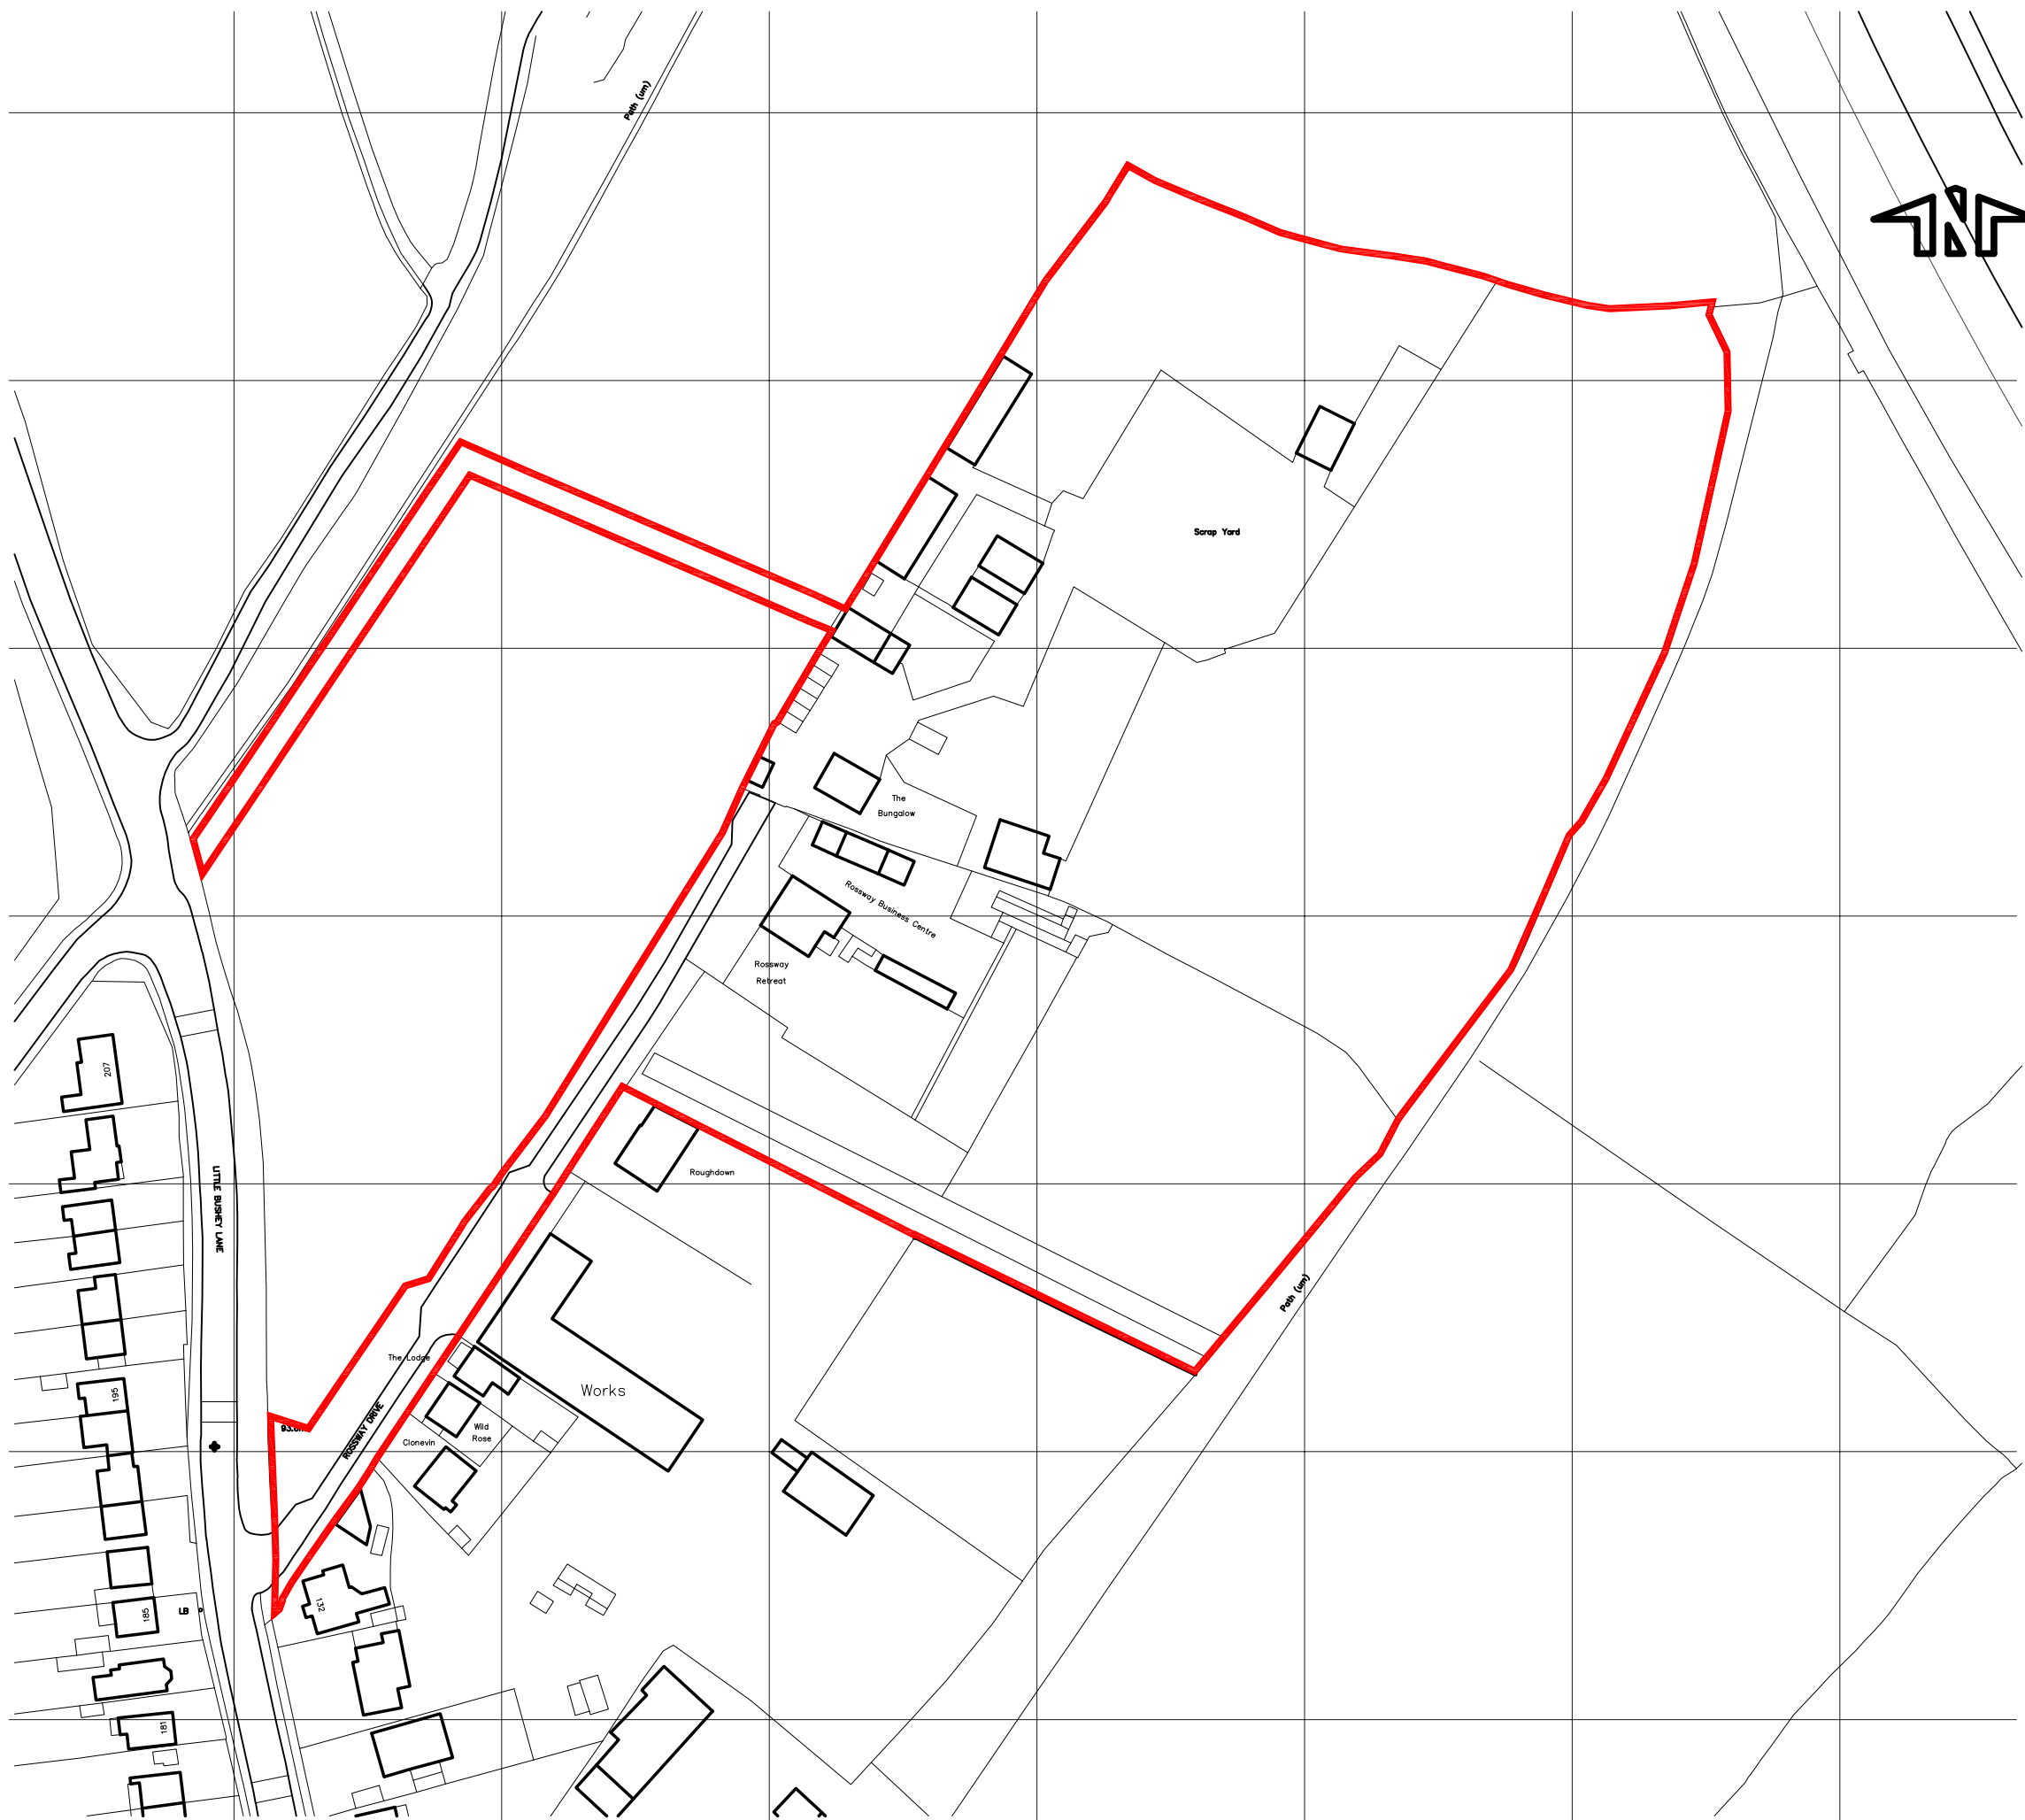 Path (um)
N
Scrap Yard
The
Bungalow
Rossway Business Centre
Rossway
Retreat
207
LITTLE BUSHEY LANE
Roughdown
Path (um)
The Lodge
Works
195
ROSSWAY DRIVE
Wild
Rose
Clonevin
132
185
LB
181